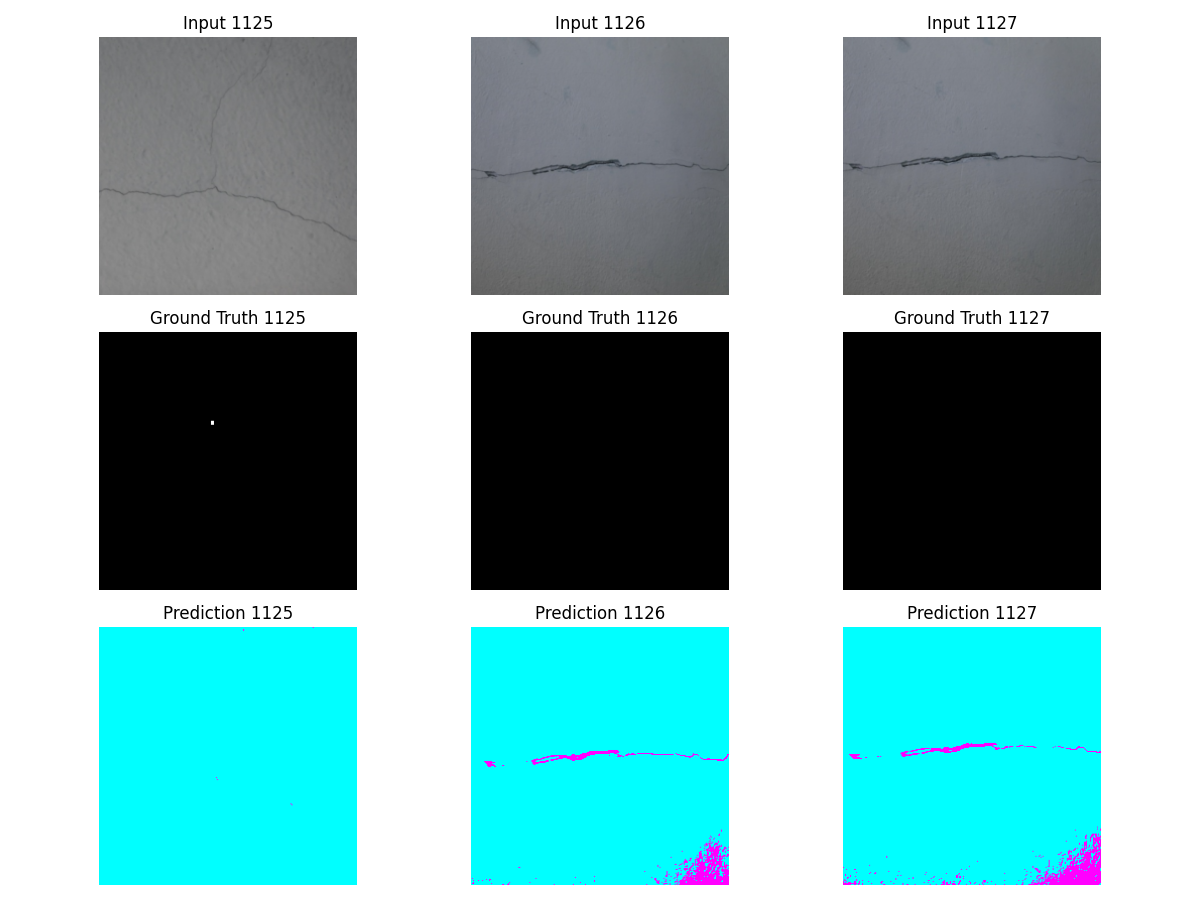 Input 1125
Input 1126
Input 1127
Ground Truth 1125
Ground Truth 1126
Ground Truth 1127
Prediction 1125
Prediction 1126
Prediction 1127